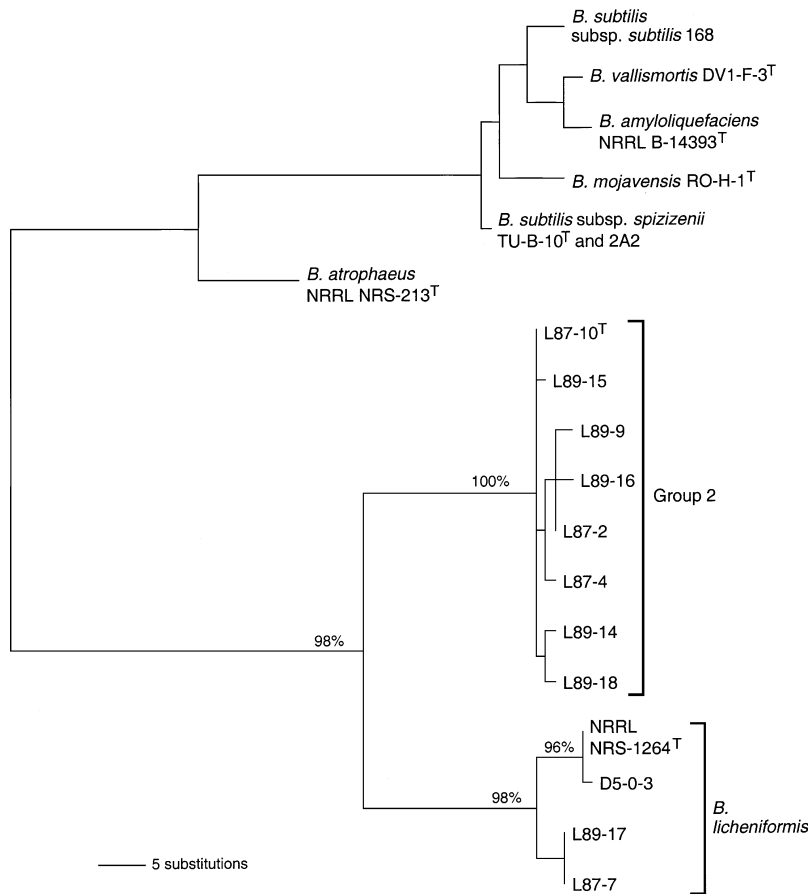 B. subtilis
subsp. subtilis 168
B. vallismortis DV1-F-3T
B. amyloliquefaciens
NRRL B-14393T
B. mojavensis RO-H-1T
B. subtilis subsp. spizizenii
TU-B-10T and 2A2
B. atrophaeus
NRRL NRS-213T
L87-10T
L89-15
L89-9
100%
L89-16
Group 2
L87-2
L87-4
L89-14
98%
L89-18
NRRL
NRS-1264T
96%
D5-0-3
98%
B.
licheniformis
L89-17
5 substitutions
L87-7